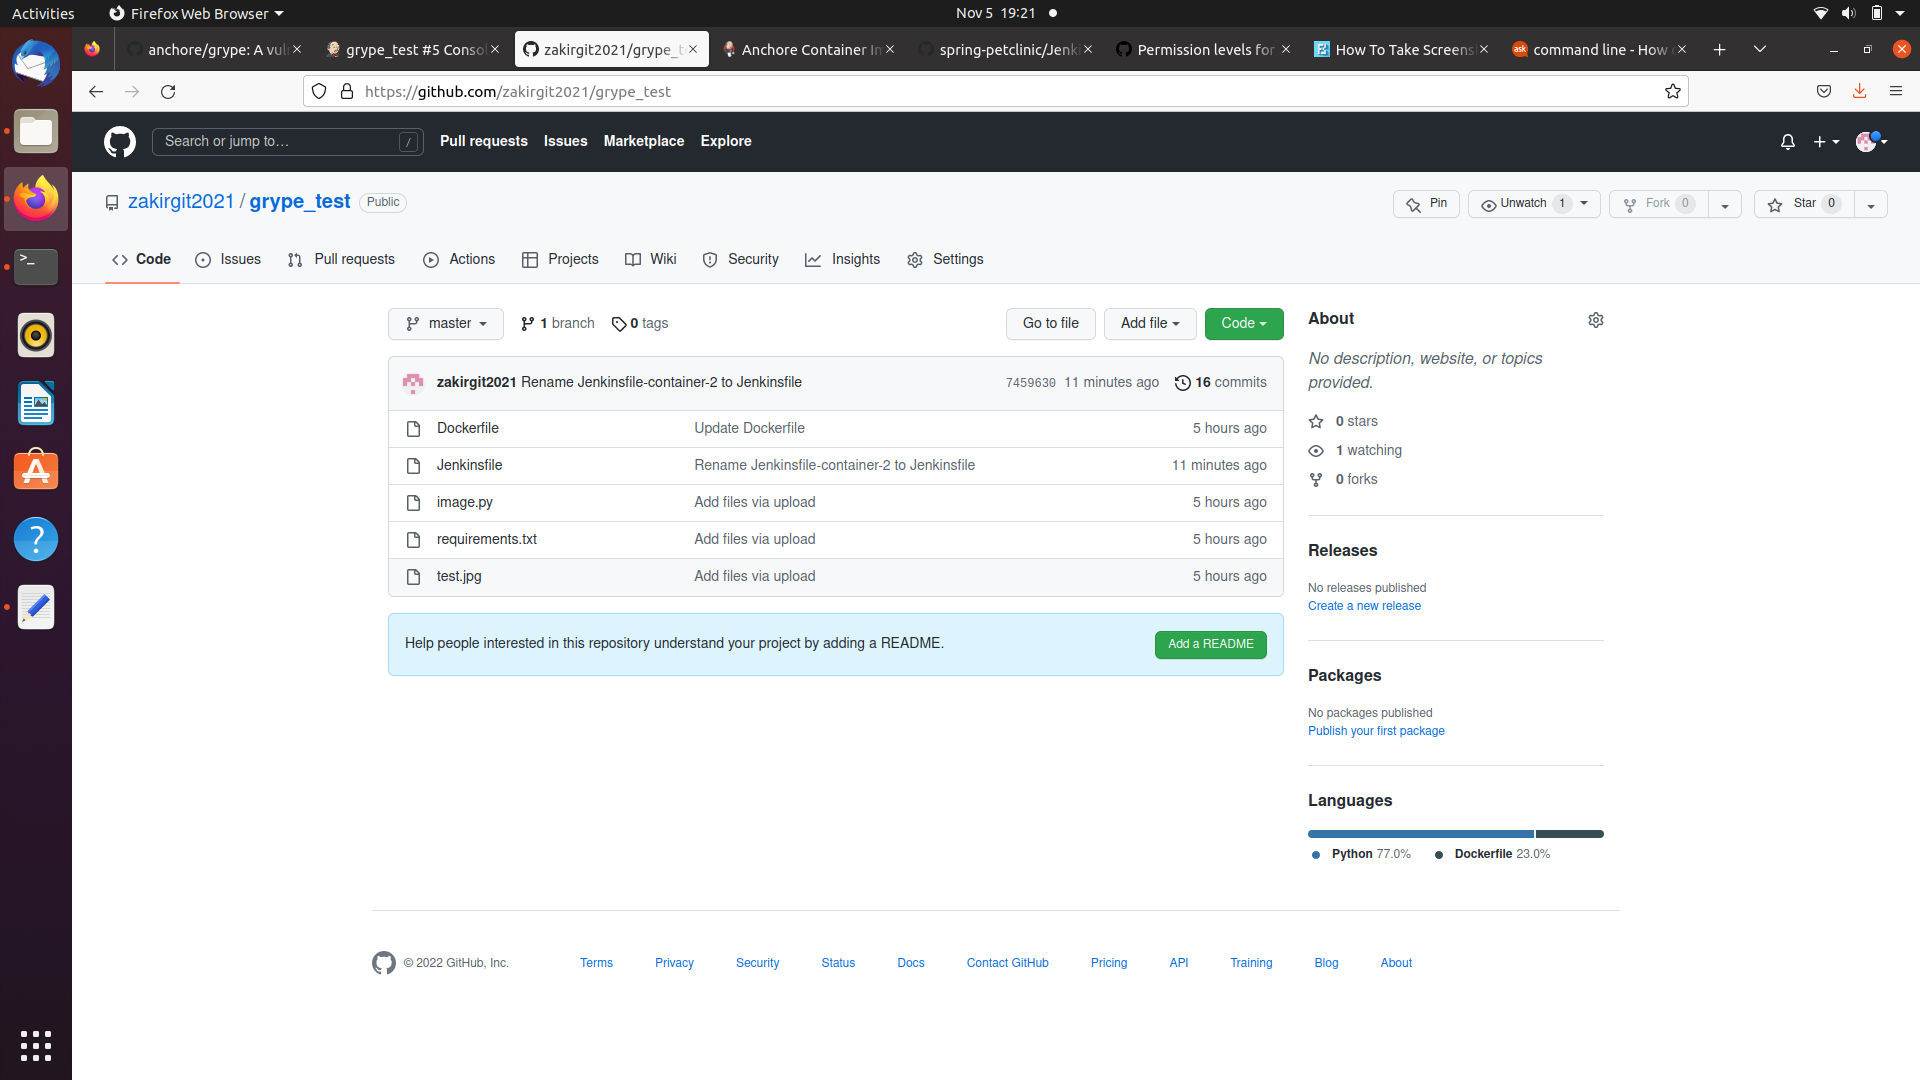 Activities
Firefox Web Browser
Nov 5 19:21
anchore/grype: A vul
grype_test #5 Consol
zakirgit2021/grype_t
Anchore Container Im
spring-petclinic/Jenk
Permission levels for
How To Take Screens
command line - How
https://github.com/zakirgit2021/grype_test
Search or jump to…
/
Pull requests
Issues
Marketplace
Explore
zakirgit2021 / grype_test
Public
Pin
Unwatch 1
Fork 0
Star 0
Code
Issues
Pull requests
Actions
Projects
Wiki
Security
Insights
Settings
master
1 branch
0 tags
Go to file
Add file
Code
zakirgit2021 Rename Jenkinsfile-container-2 to Jenkinsfile
7459630 11 minutes ago
16 commits
Dockerfile
Update Dockerfile
5 hours ago
Jenkinsfile
Rename Jenkinsfile-container-2 to Jenkinsfile
11 minutes ago
image.py
Add files via upload
5 hours ago
requirements.txt
Add files via upload
5 hours ago
test.jpg
Add files via upload
5 hours ago
Help people interested in this repository understand your project by adding a README.
Add a README
About
No description, website, or topics
provided.
0 stars
1 watching
0 forks
Releases
No releases published
Create a new release
Packages
No packages published
Publish your first package
Languages
Python 77.0%
Dockerfile 23.0%
© 2022 GitHub, Inc.
Terms
Privacy
Security
Status
Docs
Contact GitHub
Pricing
API
Training
Blog
About